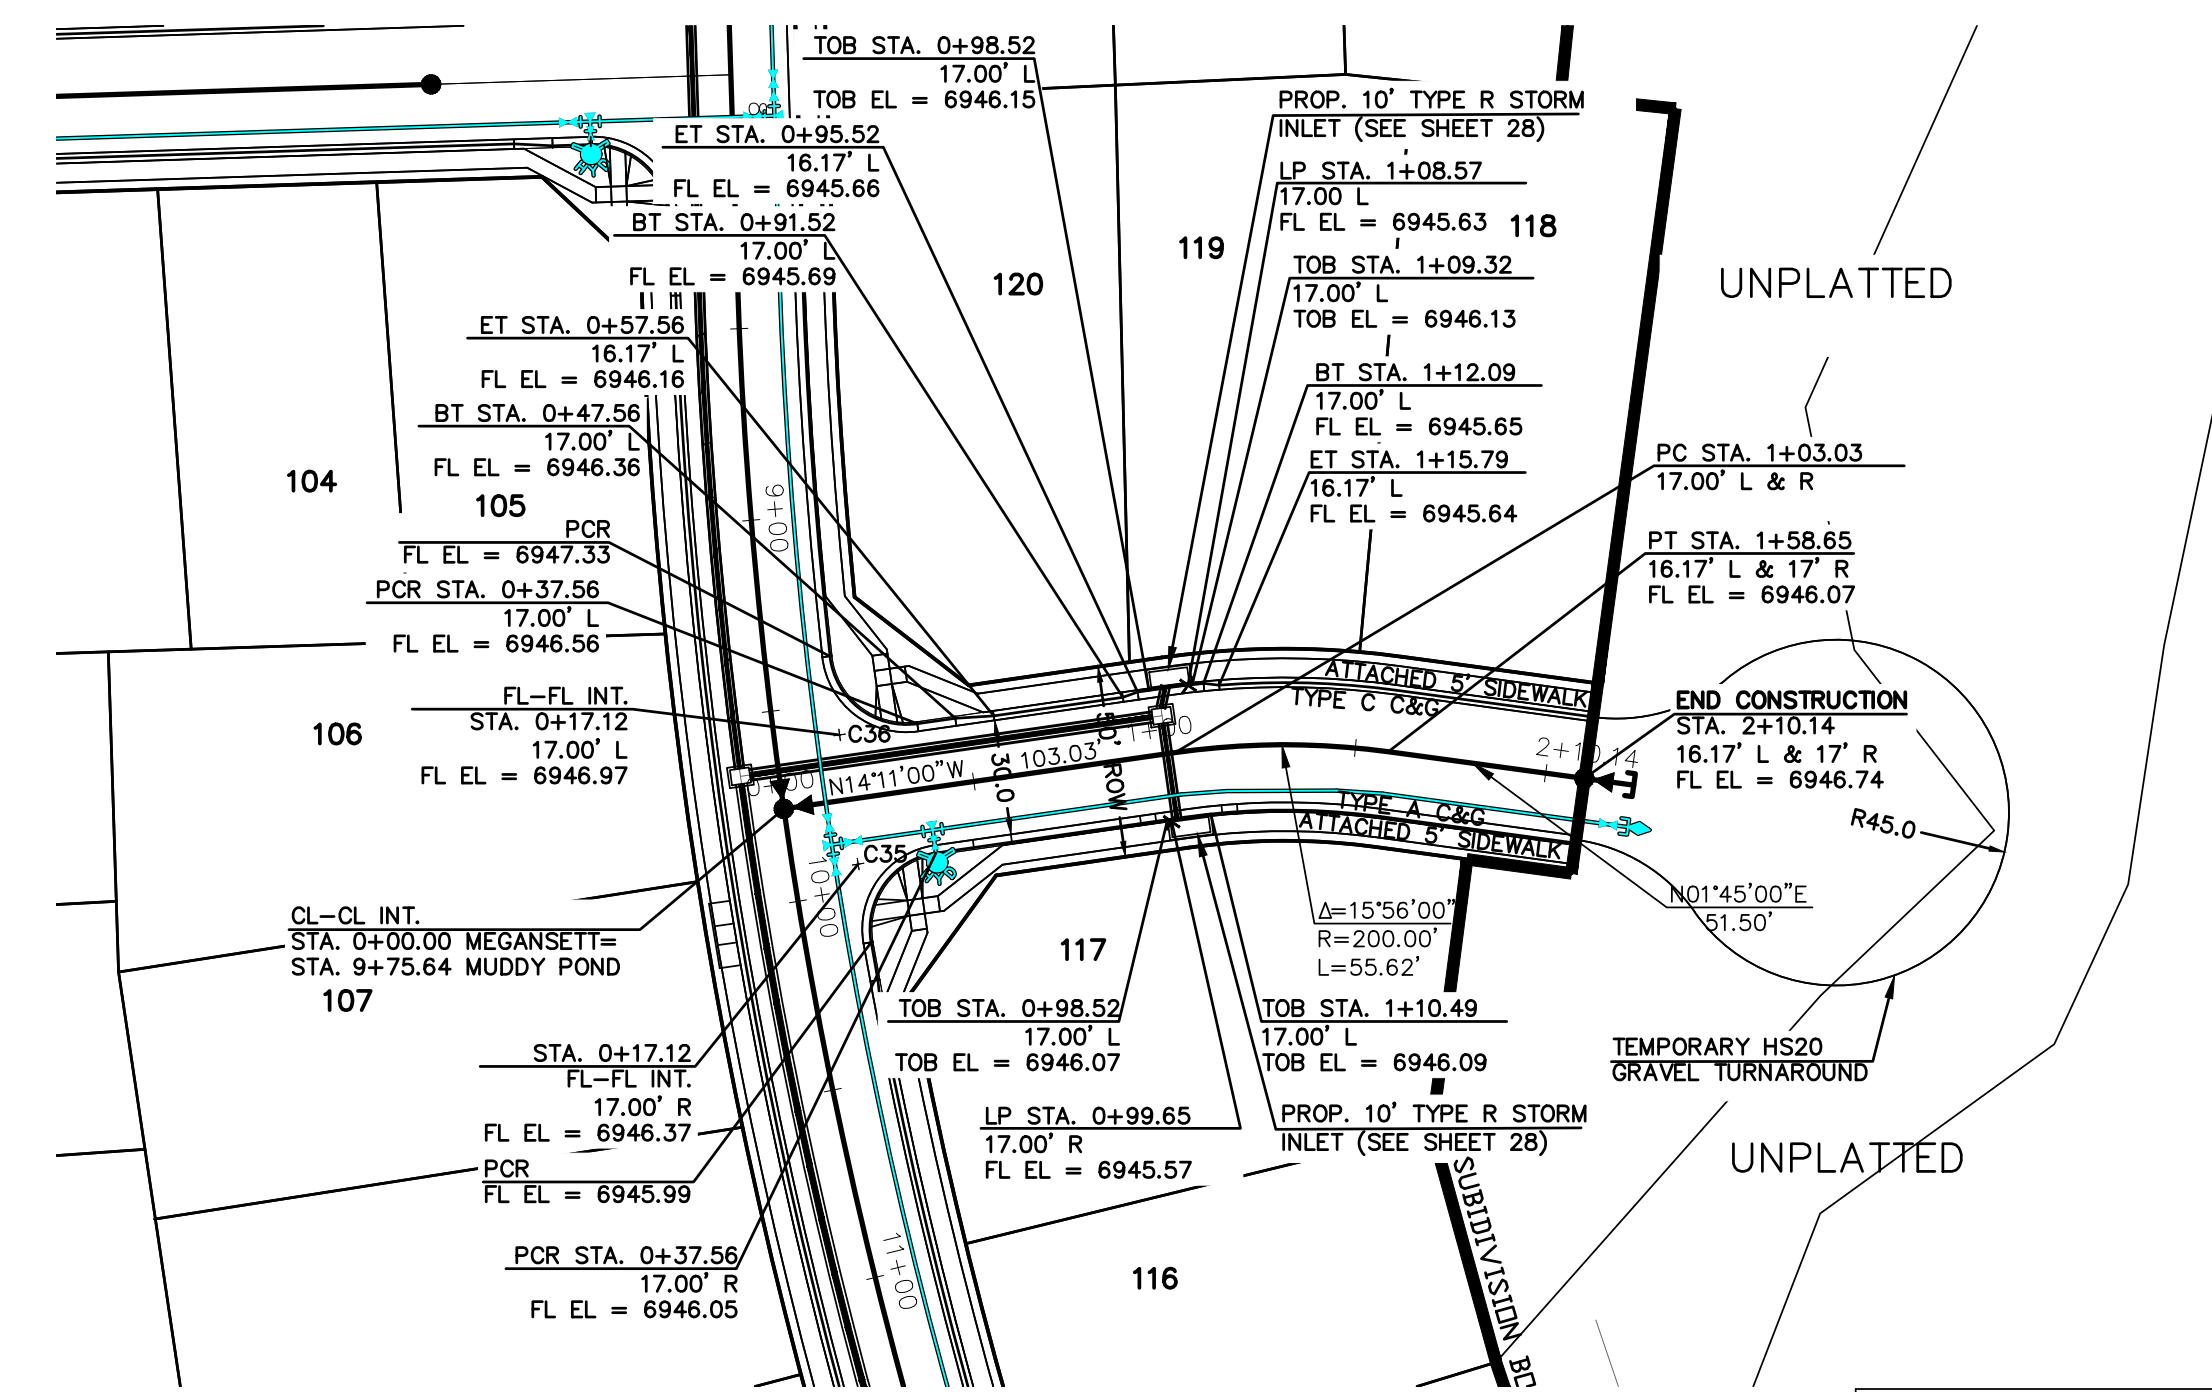 TOB STA. 0+98.52
17.00' L
TOB EL = 6946.15
8
ET STA. 0+95.52
16.17' L
FL EL = 6945.66
BT STA. 0+91.52
17.00' L
FL EL = 6945.69
ET STA. 0+57.56
16.17' L
FL EL = 6946.16
BT STA. 0+47.56
17.00' L
FL EL = 6946.36
PCR
FL EL = 6947.33
PCR STA. 0+37.56
17.00' L
FL EL = 6946.56
FL-FL INT.
STA. 0+17.12
17.00' L
FL EL = 6946.97
CL-CL INT.
STA. 0+00.00 MEGANSETT=
STA. 9+75.64 MUDDY POND
STA. 0+17.12
FL-FL INT.
17.00' R
FL EL = 6946.37
PCR
FL EL = 6945.99
PCR STA. 0+37.56
17.00' R
FL EL = 6946.05
PROP. 10' TYPE R STORM
INLET (SEE SHEET 28)
LP STA. 1+08.57
17.00 L
FL EL = 6945.63
TOB STA. 1+09.32
17.00' L
TOB EL = 6946.13
BT STA. 1+12.09
17.00' L
FL EL = 6945.65
ET STA. 1+15.79
16.17' L
FL EL = 6945.64
PC STA. 1+03.03
17.00' L & R
PT STA. 1+58.65
16.17' L & 17' R
FL EL = 6946.07
END CONSTRUCTION
STA. 2+10.14
16.17' L & 17' R
FL EL = 6946.74
104
105
106
107
120
119
118
117
116
UNPLATTED
UNPLATTED
9+00
10+00
11+00
C36
C35
0+00
N14°11'00"W
103.03'
1+00
30.0'
50' ROW
2+10.14
ATTACHED 5' SIDEWALK
TYPE C C&G
TYPE A C&G
ATTACHED 5' SIDEWALK
R45.0
N01°45'00"E
51.50'
Δ=15°56'00"
R=200.00'
L=55.62'
TOB STA. 0+98.52
17.00' L
TOB EL = 6946.07
LP STA. 0+99.65
17.00' R
FL EL = 6945.57
TOB STA. 1+10.49
17.00' L
TOB EL = 6946.09
PROP. 10' TYPE R STORM
INLET (SEE SHEET 28)
TEMPORARY HS20
GRAVEL TURNAROUND
SUBIDIVISION BO